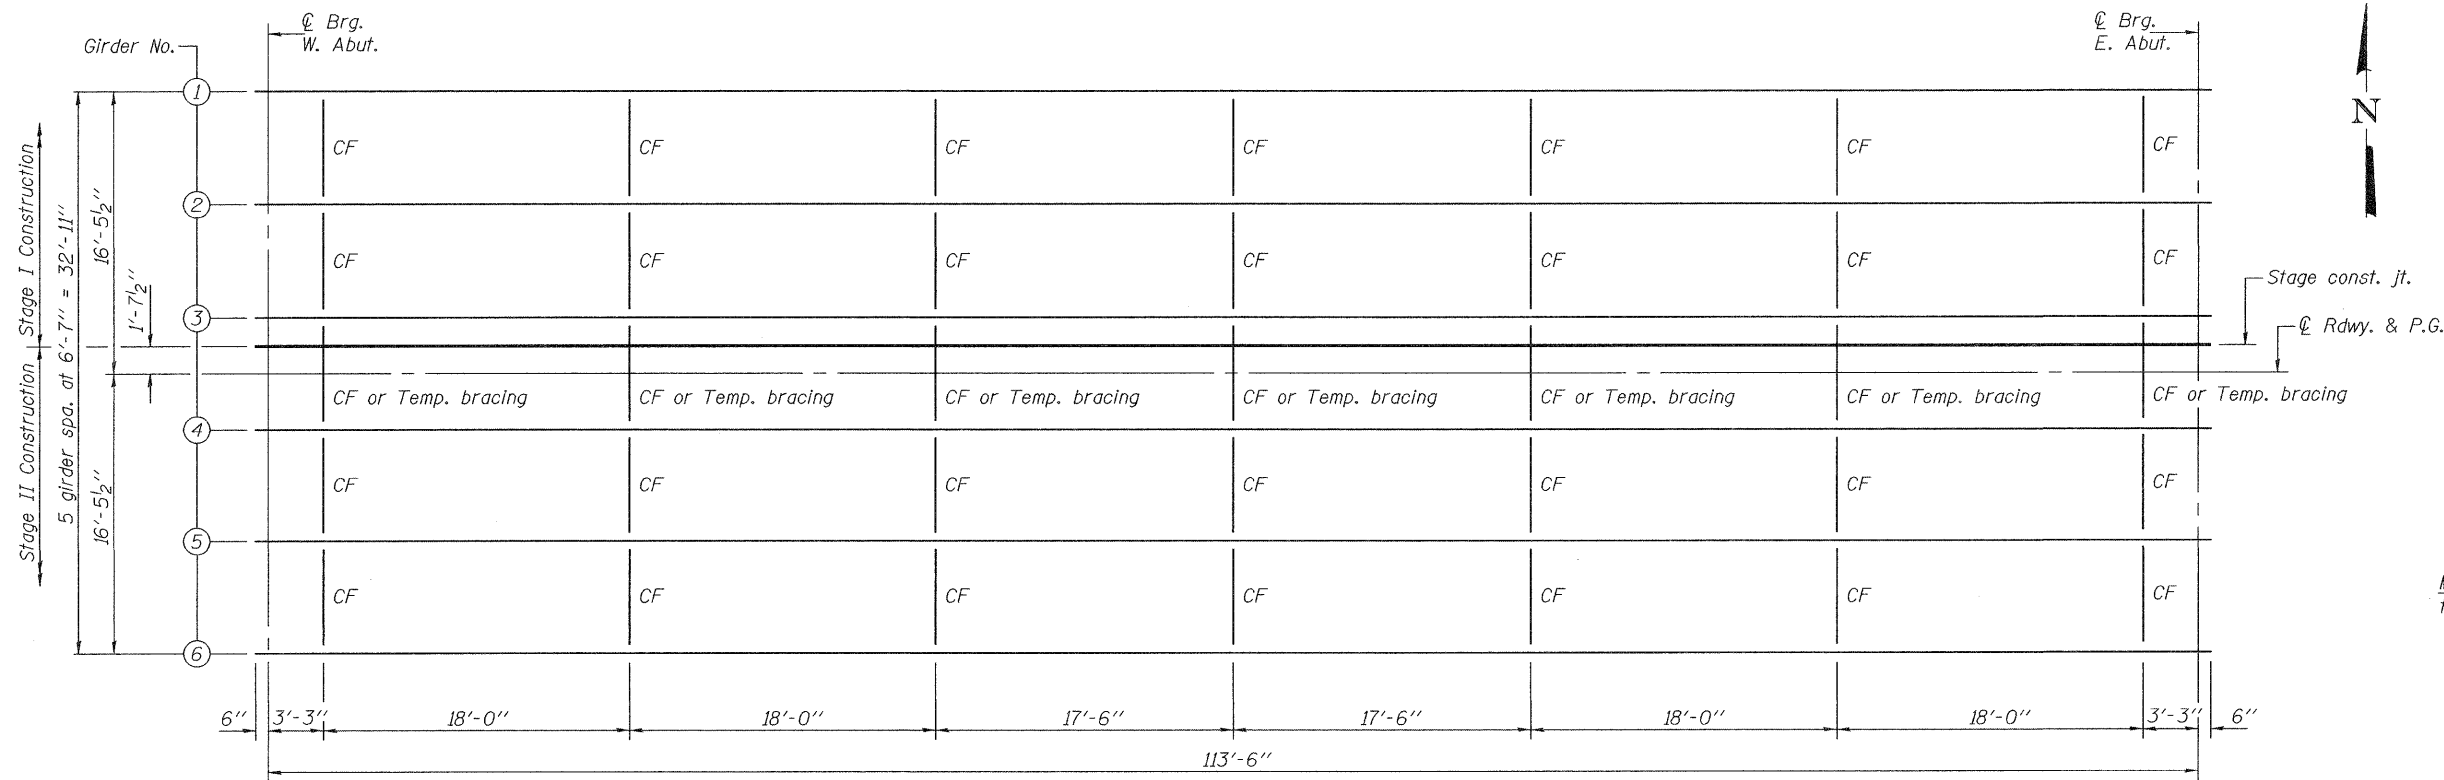 ℄ Brg.
W. Abut.
℄ Brg.
E. Abut.
Girder No.
N
1
CF CF CF CF CF CF CF
2
CF CF CF CF CF CF CF
3
Stage const. jt.
℄ Rdwy. & P.G.
CF or Temp. bracing CF or Temp. bracing CF or Temp. bracing CF or Temp. bracing CF or Temp. bracing CF or Temp. bracing CF or Temp. bracing
4
CF CF CF CF CF CF CF
5
CF CF CF CF CF CF CF
6
Stage I Construction
Stage II Construction
5 girder spa. at 6'-7" = 32'-11"
16'-5½"
16'-5½"
1'-7½"
6" 3'-3" 18'-0" 18'-0" 17'-6" 17'-6" 18'-0" 18'-0" 3'-3" 6"
113'-6"